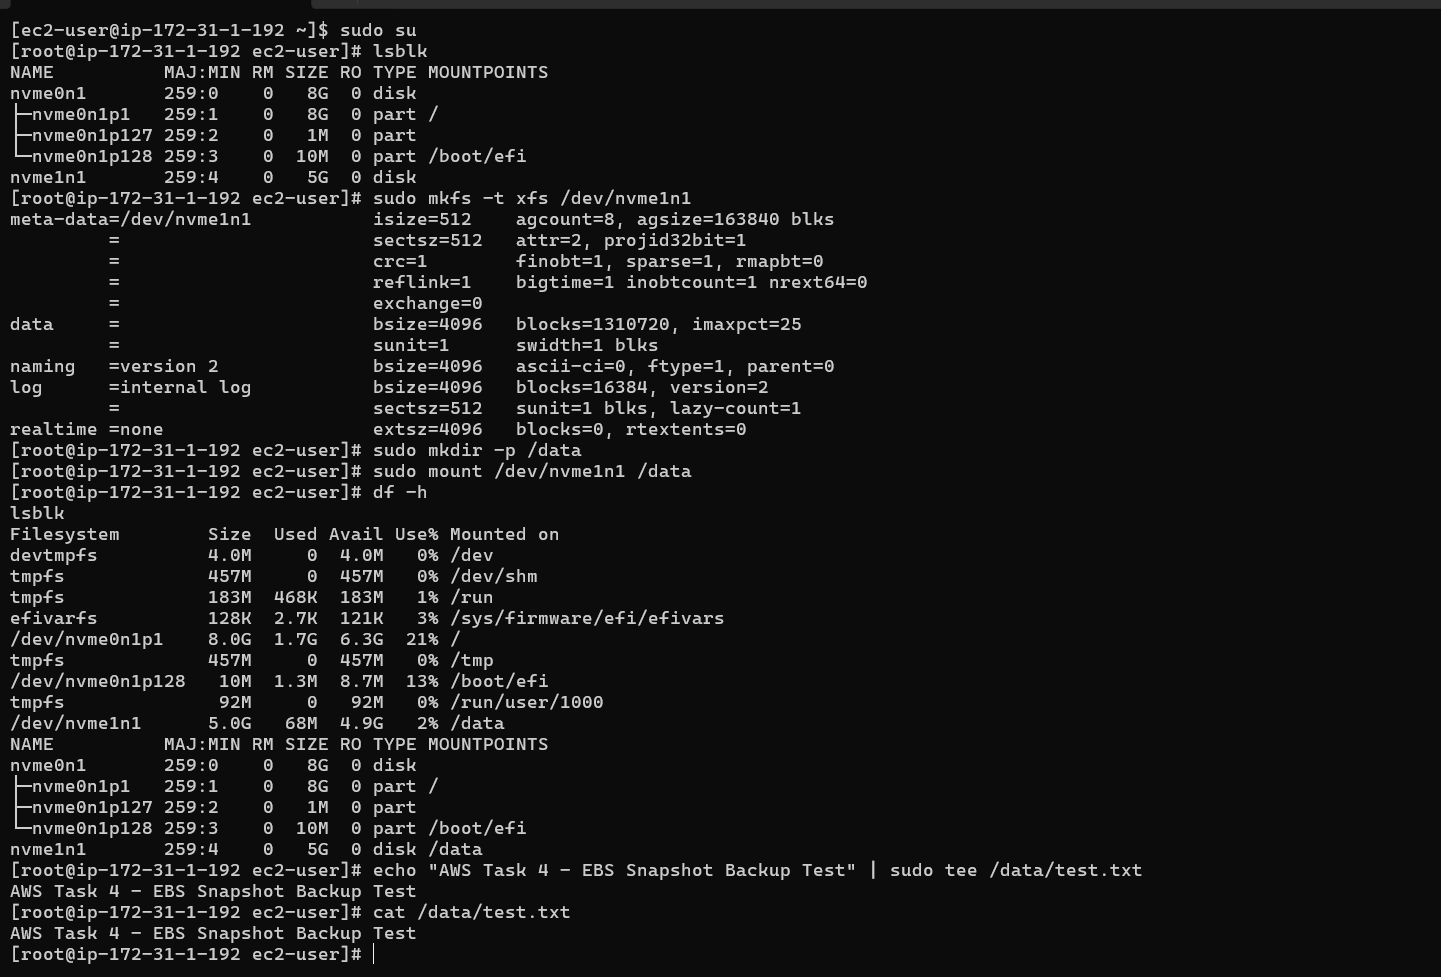 [ec2-user@ip-172-31-1-192 ~]$ sudo su
[root@ip-172-31-1-192 ec2-user]# lsblk
NAME          MAJ:MIN RM SIZE RO TYPE MOUNTPOINTS
nvme0n1       259:0    0   8G  0 disk
├─nvme0n1p1   259:1    0   8G  0 part /
├─nvme0n1p127 259:2    0   1M  0 part
└─nvme0n1p128 259:3    0  10M  0 part /boot/efi
nvme1n1       259:4    0   5G  0 disk
[root@ip-172-31-1-192 ec2-user]# sudo mkfs -t xfs /dev/nvme1n1
meta-data=/dev/nvme1n1           isize=512    agcount=8, agsize=163840 blks
         =                       sectsz=512   attr=2, projid32bit=1
         =                       crc=1        finobt=1, sparse=1, rmapbt=0
         =                       reflink=1    bigtime=1 inobtcount=1 nrext64=0
         =                       exchange=0
data     =                       bsize=4096   blocks=1310720, imaxpct=25
         =                       sunit=1      swidth=1 blks
naming   =version 2              bsize=4096   ascii-ci=0, ftype=1, parent=0
log      =internal log           bsize=4096   blocks=16384, version=2
         =                       sectsz=512   sunit=1 blks, lazy-count=1
realtime =none                   extsz=4096   blocks=0, rtextents=0
[root@ip-172-31-1-192 ec2-user]# sudo mkdir -p /data
[root@ip-172-31-1-192 ec2-user]# sudo mount /dev/nvme1n1 /data
[root@ip-172-31-1-192 ec2-user]# df -h
lsblk
Filesystem        Size  Used Avail Use% Mounted on
devtmpfs          4.0M     0  4.0M   0% /dev
tmpfs             457M     0  457M   0% /dev/shm
tmpfs             183M  468K  183M   1% /run
efivarfs          128K  2.7K  121K   3% /sys/firmware/efi/efivars
/dev/nvme0n1p1    8.0G  1.7G  6.3G  21% /
tmpfs             457M     0  457M   0% /tmp
/dev/nvme0n1p128   10M  1.3M  8.7M  13% /boot/efi
tmpfs              92M     0   92M   0% /run/user/1000
/dev/nvme1n1      5.0G   68M  4.9G   2% /data
NAME          MAJ:MIN RM SIZE RO TYPE MOUNTPOINTS
nvme0n1       259:0    0   8G  0 disk
├─nvme0n1p1   259:1    0   8G  0 part /
├─nvme0n1p127 259:2    0   1M  0 part
└─nvme0n1p128 259:3    0  10M  0 part /boot/efi
nvme1n1       259:4    0   5G  0 disk /data
[root@ip-172-31-1-192 ec2-user]# echo "AWS Task 4 - EBS Snapshot Backup Test" | sudo tee /data/test.txt
AWS Task 4 - EBS Snapshot Backup Test
[root@ip-172-31-1-192 ec2-user]# cat /data/test.txt
AWS Task 4 - EBS Snapshot Backup Test
[root@ip-172-31-1-192 ec2-user]#